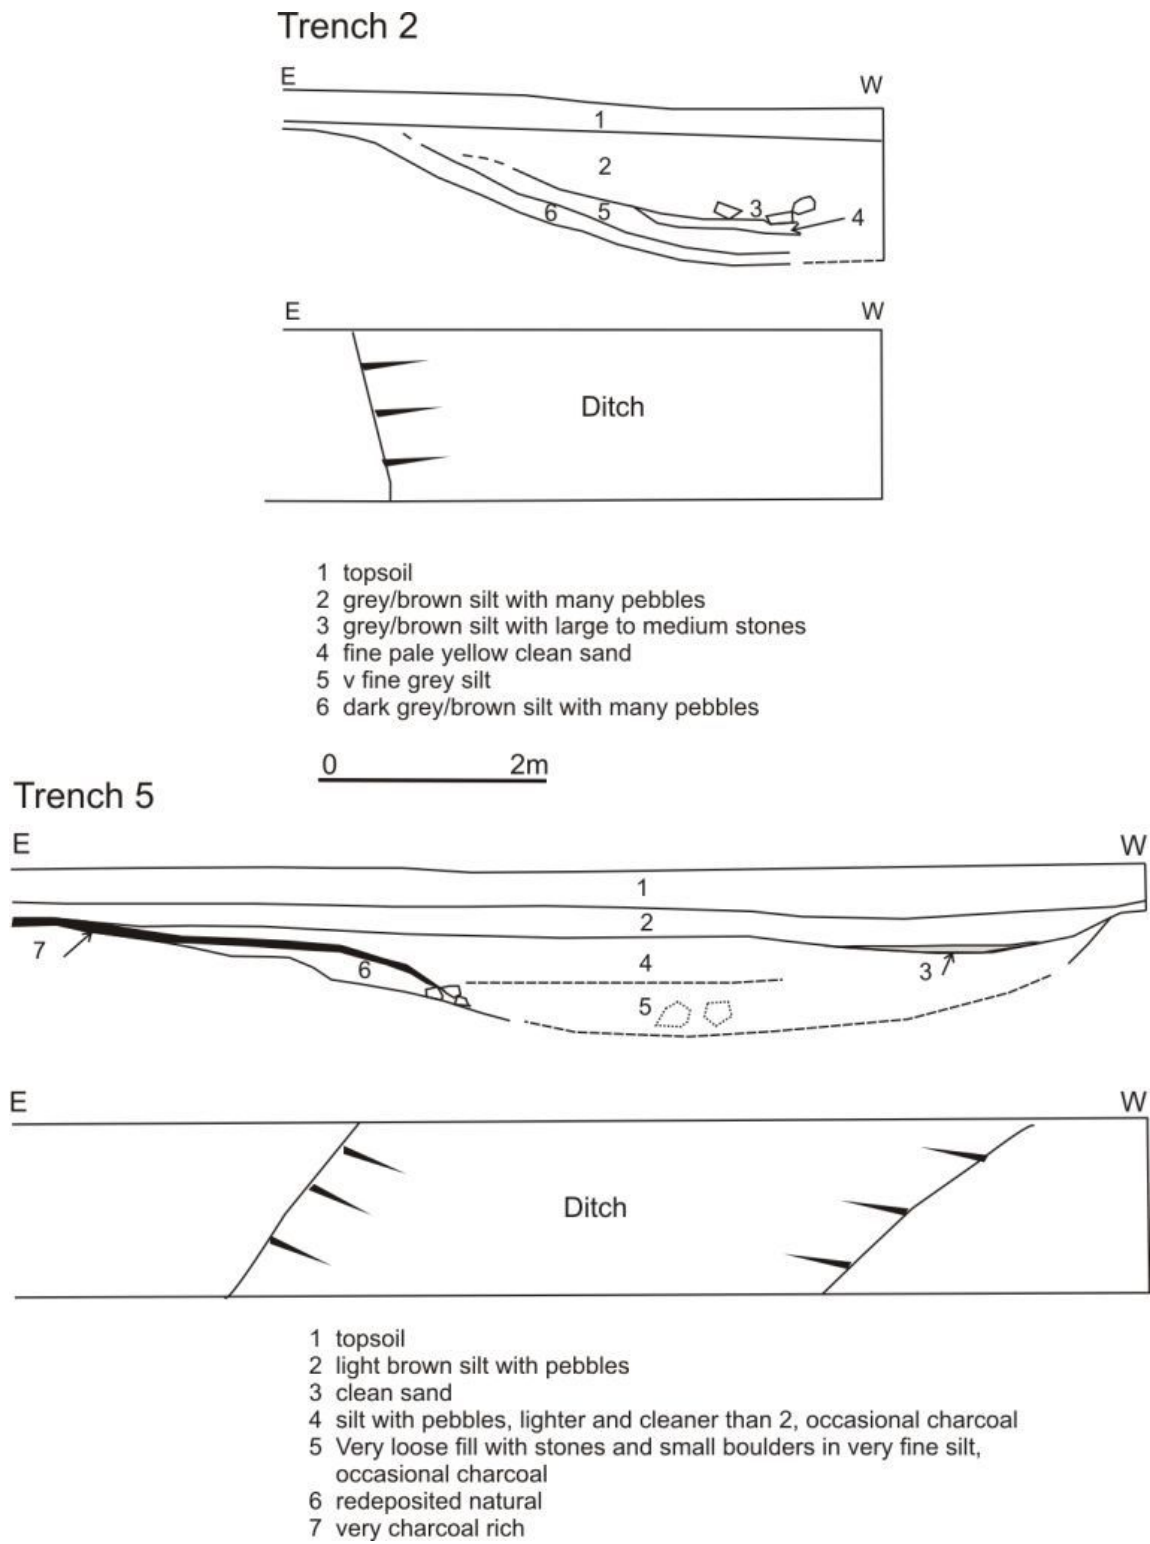 Trench 2
E W
1
2
3
4
5
6
E W
Ditch
1 topsoil
2 grey/brown silt with many pebbles
3 grey/brown silt with large to medium stones
4 fine pale yellow clean sand
5 v fine grey silt
6 dark grey/brown silt with many pebbles
0 2m
Trench 5
E W
1
2
7
6
4
3
5
E W
Ditch
1 topsoil
2 light brown silt with pebbles
3 clean sand
4 silt with pebbles, lighter and cleaner than 2, occasional charcoal
5 Very loose fill with stones and small boulders in very fine silt,
occasional charcoal
6 redeposited natural
7 very charcoal rich